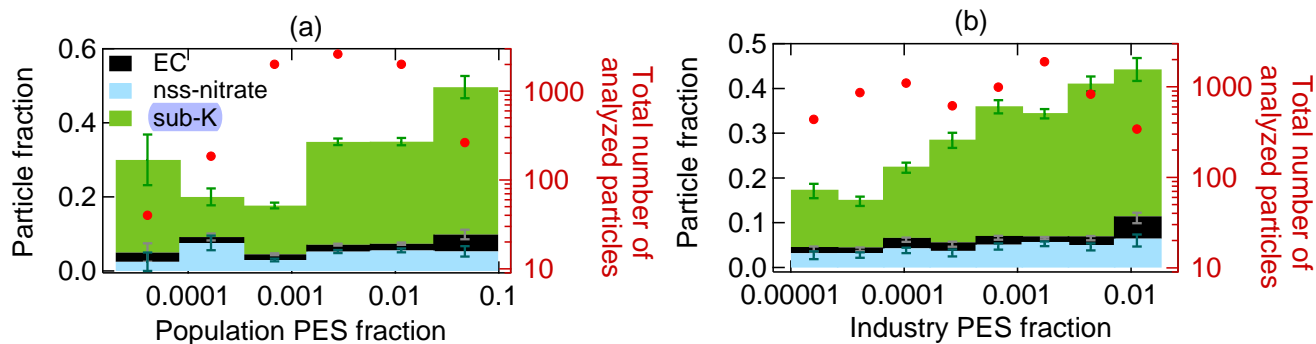 (a)
0.6
0.4
0.2
0.0
Particle fraction
EC
nss-nitrate
sub-K
1000
100
10
Total number of
analyzed particles
0.0001
0.001
0.01
0.1
Population PES fraction
(b)
0.5
0.4
0.3
0.2
0.1
0.0
Particle fraction
1000
100
10
Total number of
analyzed particles
0.00001
0.0001
0.001
0.01
Industry PES fraction